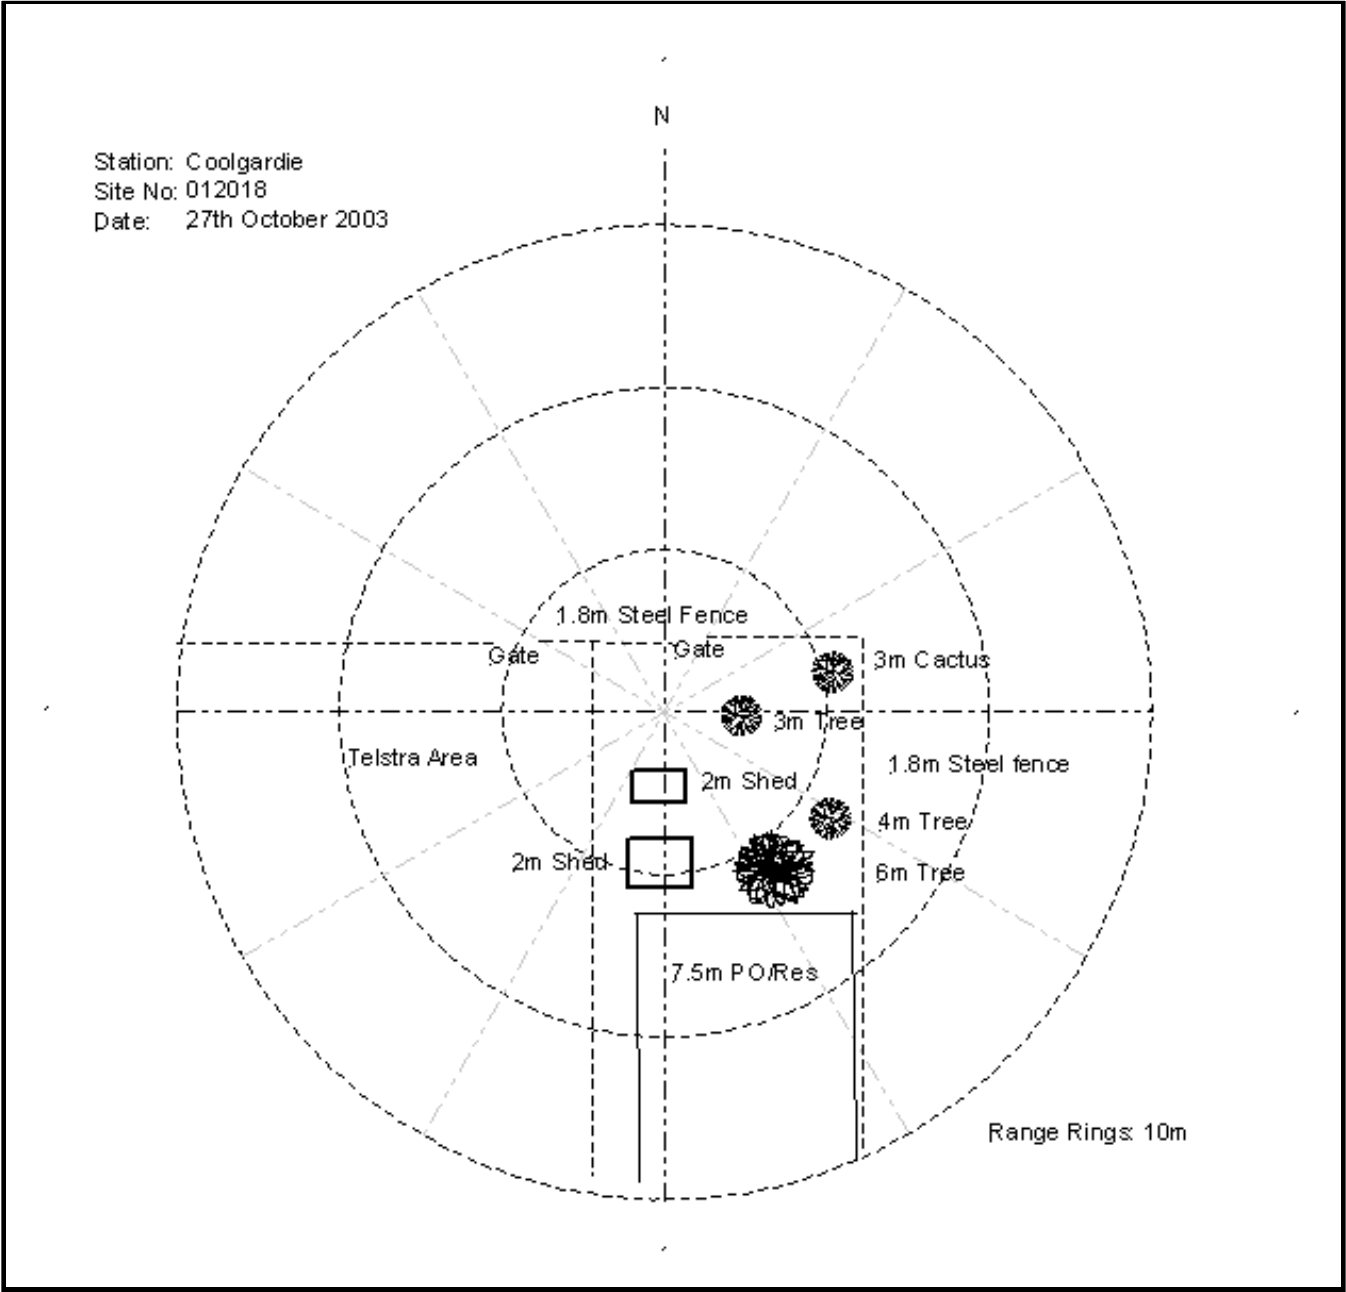 N
Station: Coolgardie
Site No: 012018
Date: 27th October 2003
1.8m Steel Fence
Gate
Gate
3m Cactus
3m Tree
Telstra Area
1.8m Steel fence
2m Shed
4m Tree
2m Shed
6m Tree
7.5m PO/Res
Range Rings: 10m